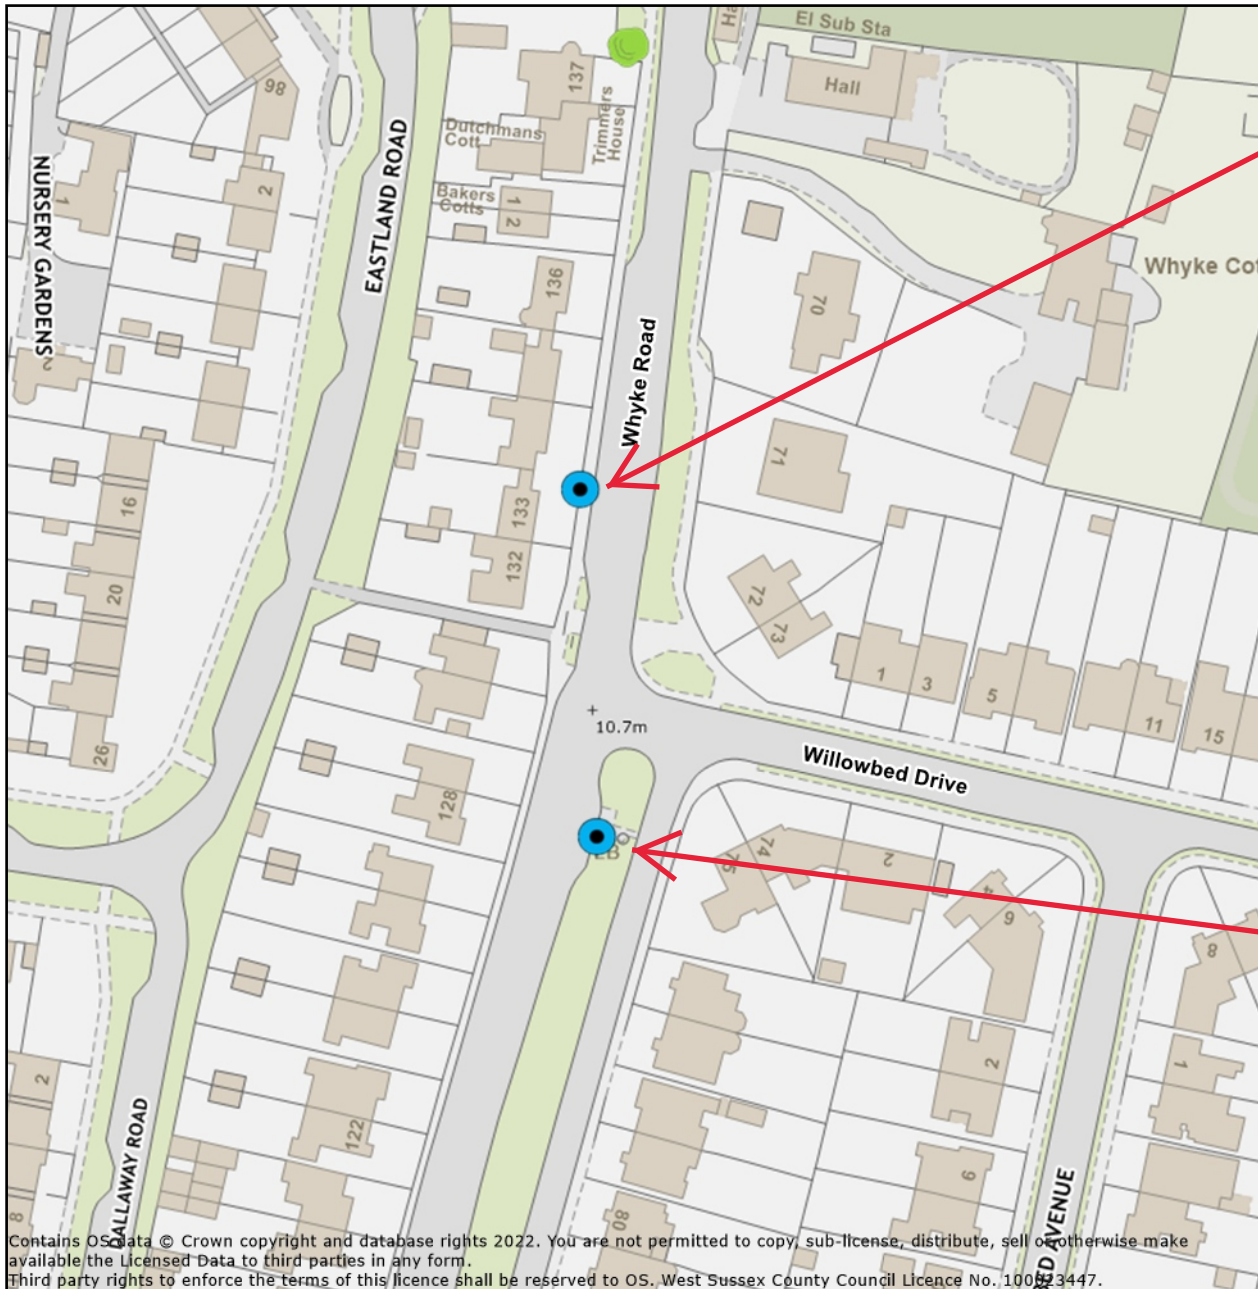 El Sub Sta
Ha
Hall
137
Trimmers
House
Dutchmans
Cott
Bakers
Cotts
1
2
98
2
1
NURSERY GARDENS
2
EASTLAND ROAD
136
Whyke Road
70
Whyke Cot
71
16
133
132
20
72
73
1
3
5
11
15
26
10.7m
Willowbed Drive
128
LB
75
74
2
4
6
8
2
2
1
122
DALLAWAY ROAD
9
80
8
BED AVENUE
Contains OS data © Crown copyright and database rights 2022. You are not permitted to copy, sub-license, distribute, sell or otherwise make
available the Licensed Data to third parties in any form.
Third party rights to enforce the terms of this licence shall be reserved to OS. West Sussex County Council Licence No. 100023447.